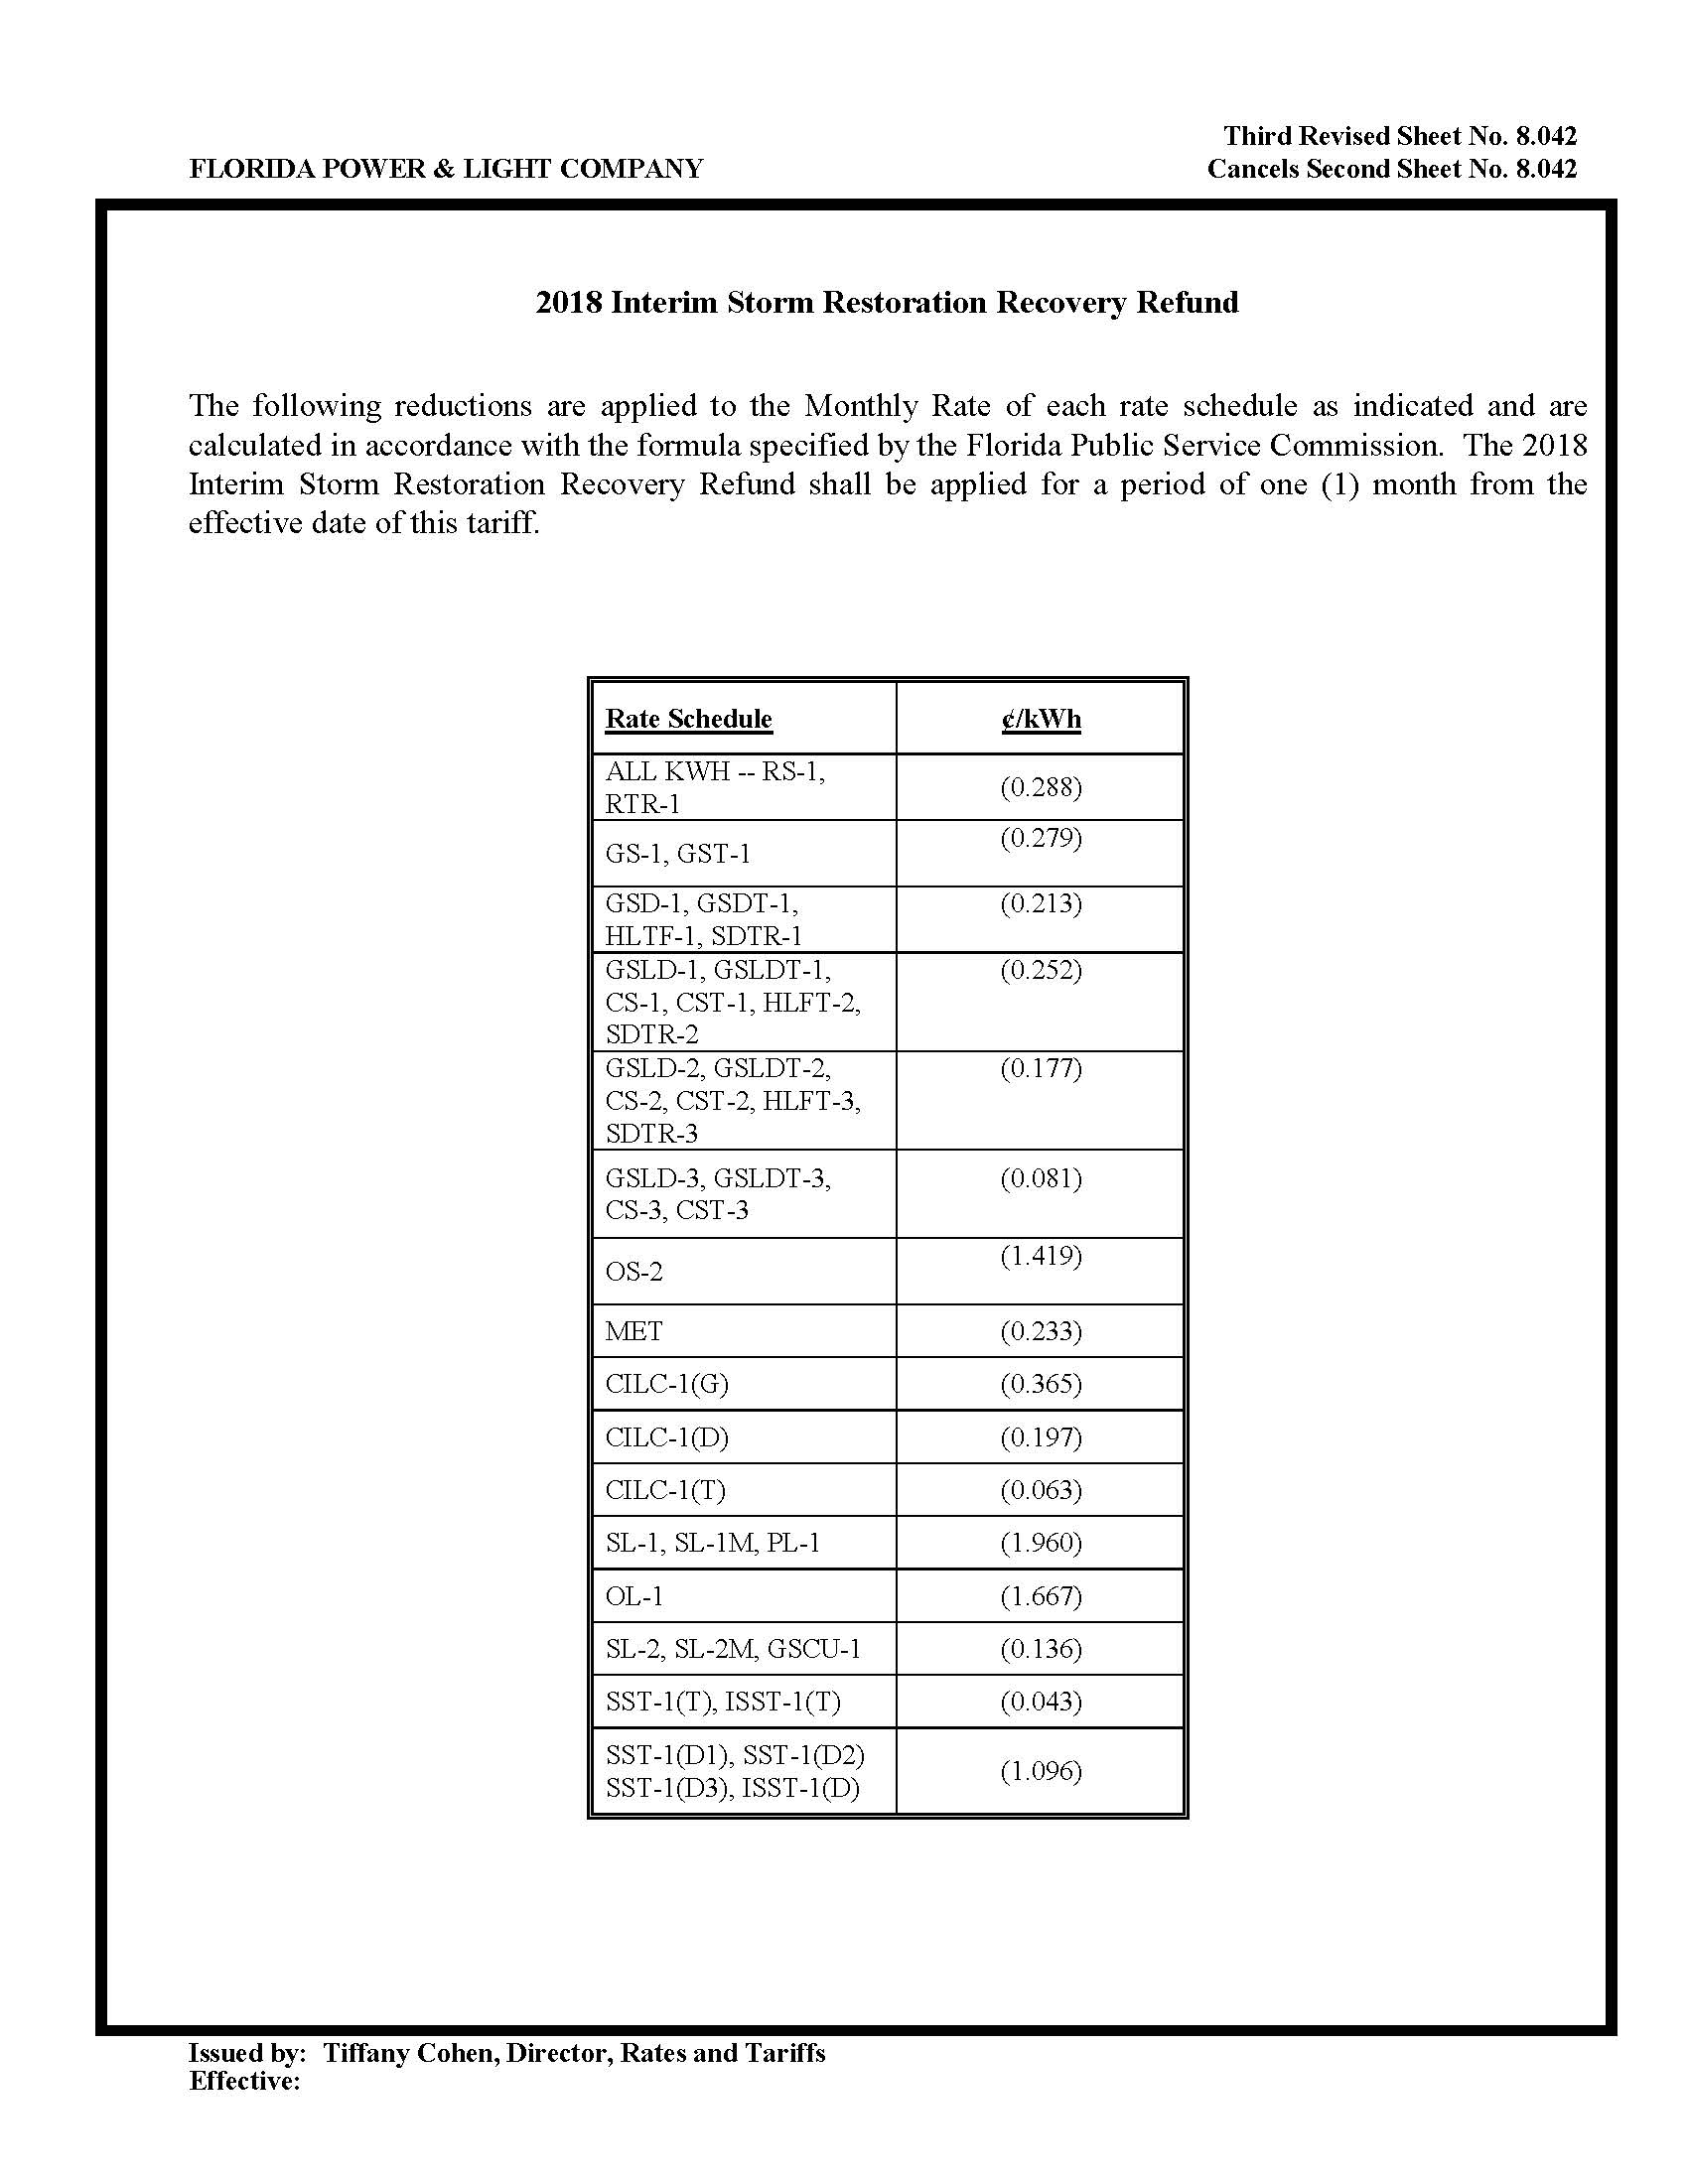 Third Revised Sheet No. 8.042
FLORIDA POWER & LIGHT COMPANY
Cancels Second Sheet No. 8.042
2018 Interim Storm Restoration Recovery Refund
The following reductions are applied to the Monthly Rate of each rate schedule as indicated and are
calculated in accordance with the formula specified by the Florida Public Service Commission. The 2018
Interim Storm Restoration Recovery Refund shall be applied for a period of one (1) month from the
effective date of this tariff.
Rate Schedule ¢/kWh
ALL KWH -- RS-1,
RTR-1
(0.288)
GS-1, GST-1
(0.279)
GSD-1, GSDT-1,
HLTF-1, SDTR-1
(0.213)
GSLD-1, GSLDT-1,
CS-1, CST-1, HLFT-2,
SDTR-2
(0.252)
GSLD-2, GSLDT-2,
CS-2, CST-2, HLFT-3,
SDTR-3
(0.177)
GSLD-3, GSLDT-3,
CS-3, CST-3
(0.081)
OS-2
(1.419)
MET (0.233)
CILC-1(G) (0.365)
CILC-1(D) (0.197)
CILC-1(T) (0.063)
SL-1, SL-1M, PL-1 (1.960)
OL-1 (1.667)
SL-2, SL-2M, GSCU-1 (0.136)
SST-1(T), ISST-1(T) (0.043)
SST-1(D1), SST-1(D2)
SST-1(D3), ISST-1(D)
(1.096)
Issued by: Tiffany Cohen, Director, Rates and Tariffs
Effective: